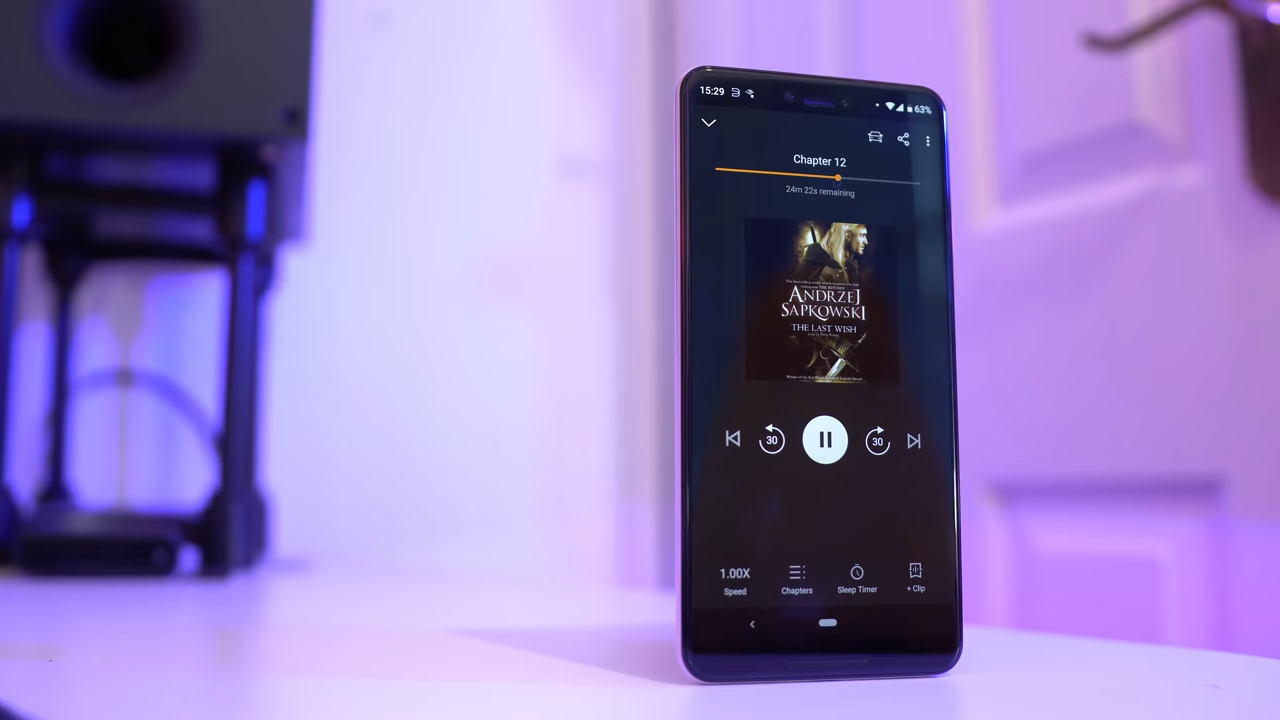 15:29
63%
Chapter 12
24m 22s remaining
ANDRZEJ
SAPKOWSKI
THE LAST WISH
30
30
1.00X
Speed
Chapters
Sleep Timer
+ Clip